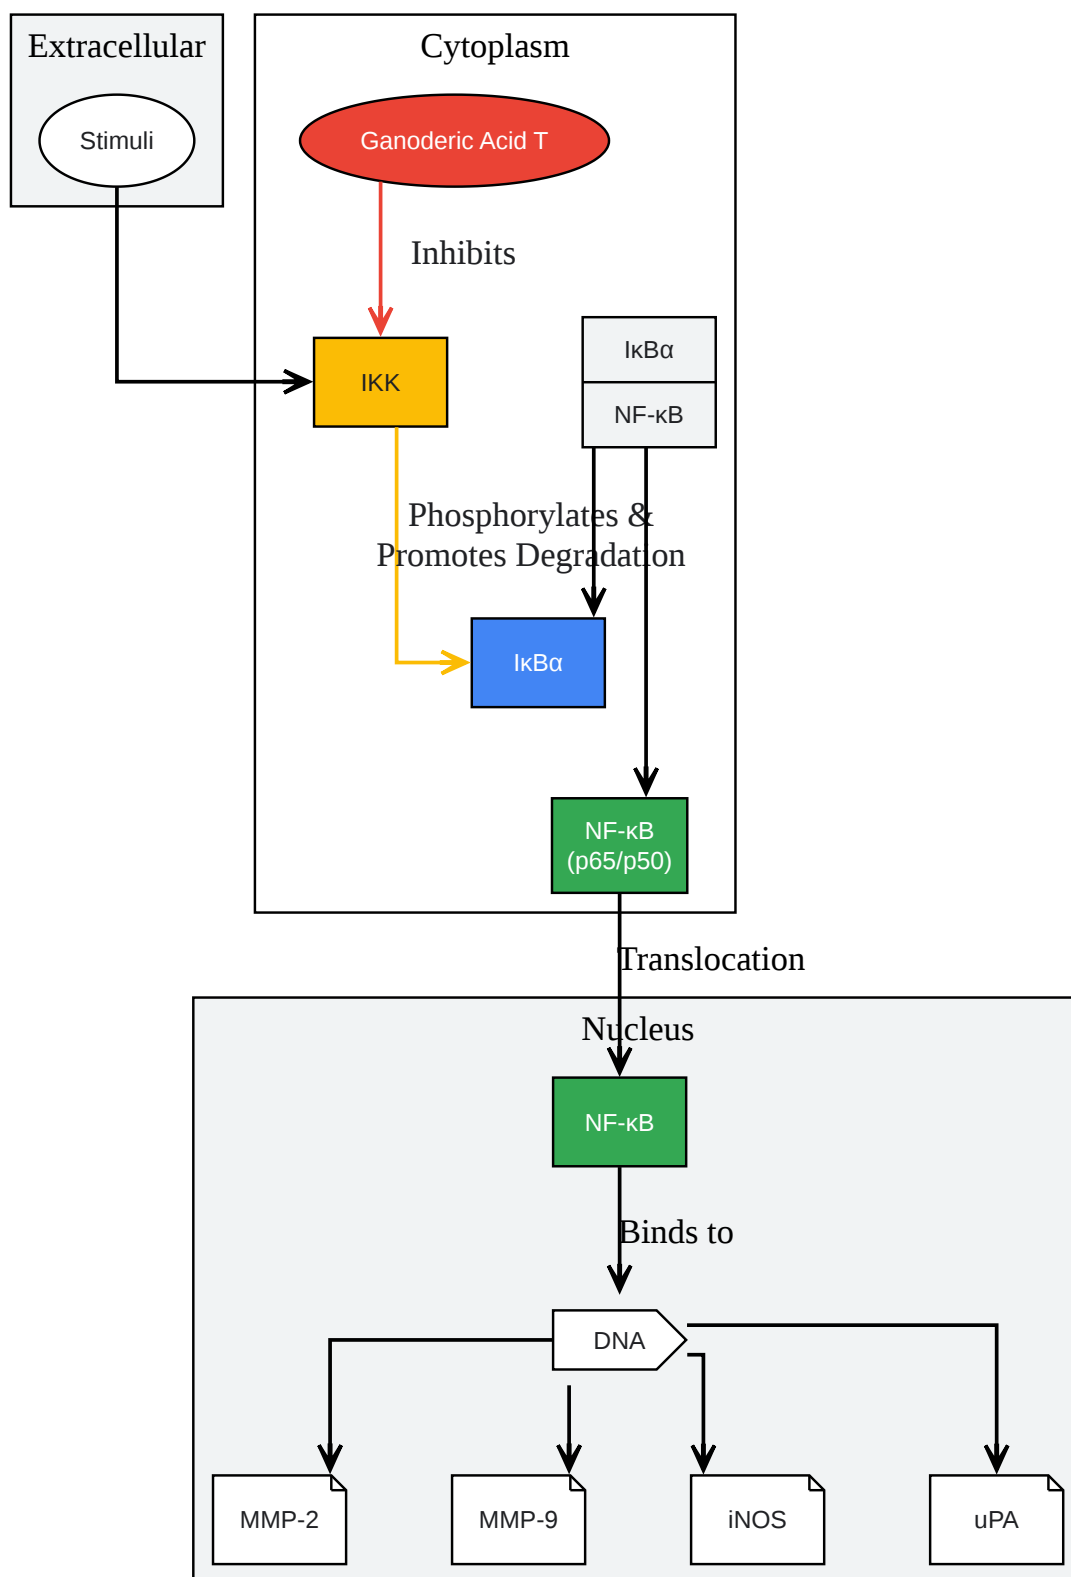 Extracellular
Cytoplasm
Stimuli
Ganoderic Acid T
Inhibits
IκBα
IKK
NF-κB
Phosphorylates &
Promotes Degradation
IκBα
NF-κB
(p65/p50)
Translocation
Nucleus
NF-κB
Binds to
DNA
MMP-2
MMP-9
iNOS
uPA